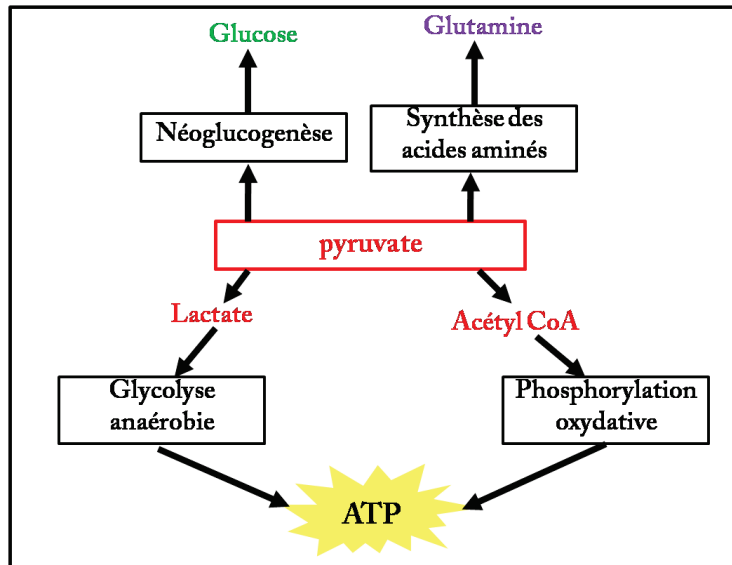 Glucose
Glutamine
Néoglucogenèse
Synthèse des
acides aminés
pyruvate
Lactate
Acétyl CoA
Glycolyse
anaérobie
Phosphorylation
oxydative
ATP